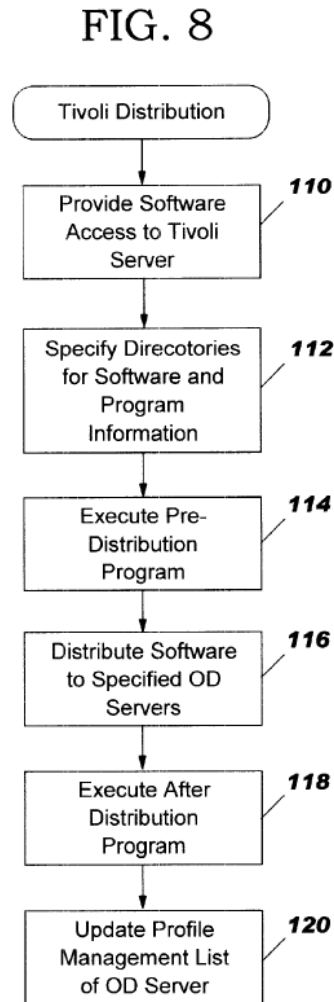 FIG. 8
Tivoli Distribution
110
Provide Software
Access to Tivoli
Server
112
Specify Direcotories
for Software and
Program
Information
114
Execute Pre-
Distribution
Program
116
Distribute Software
to Specified OD
Servers
118
Execute After
Distribution
Program
120
Update Profile
Management List
of OD Server